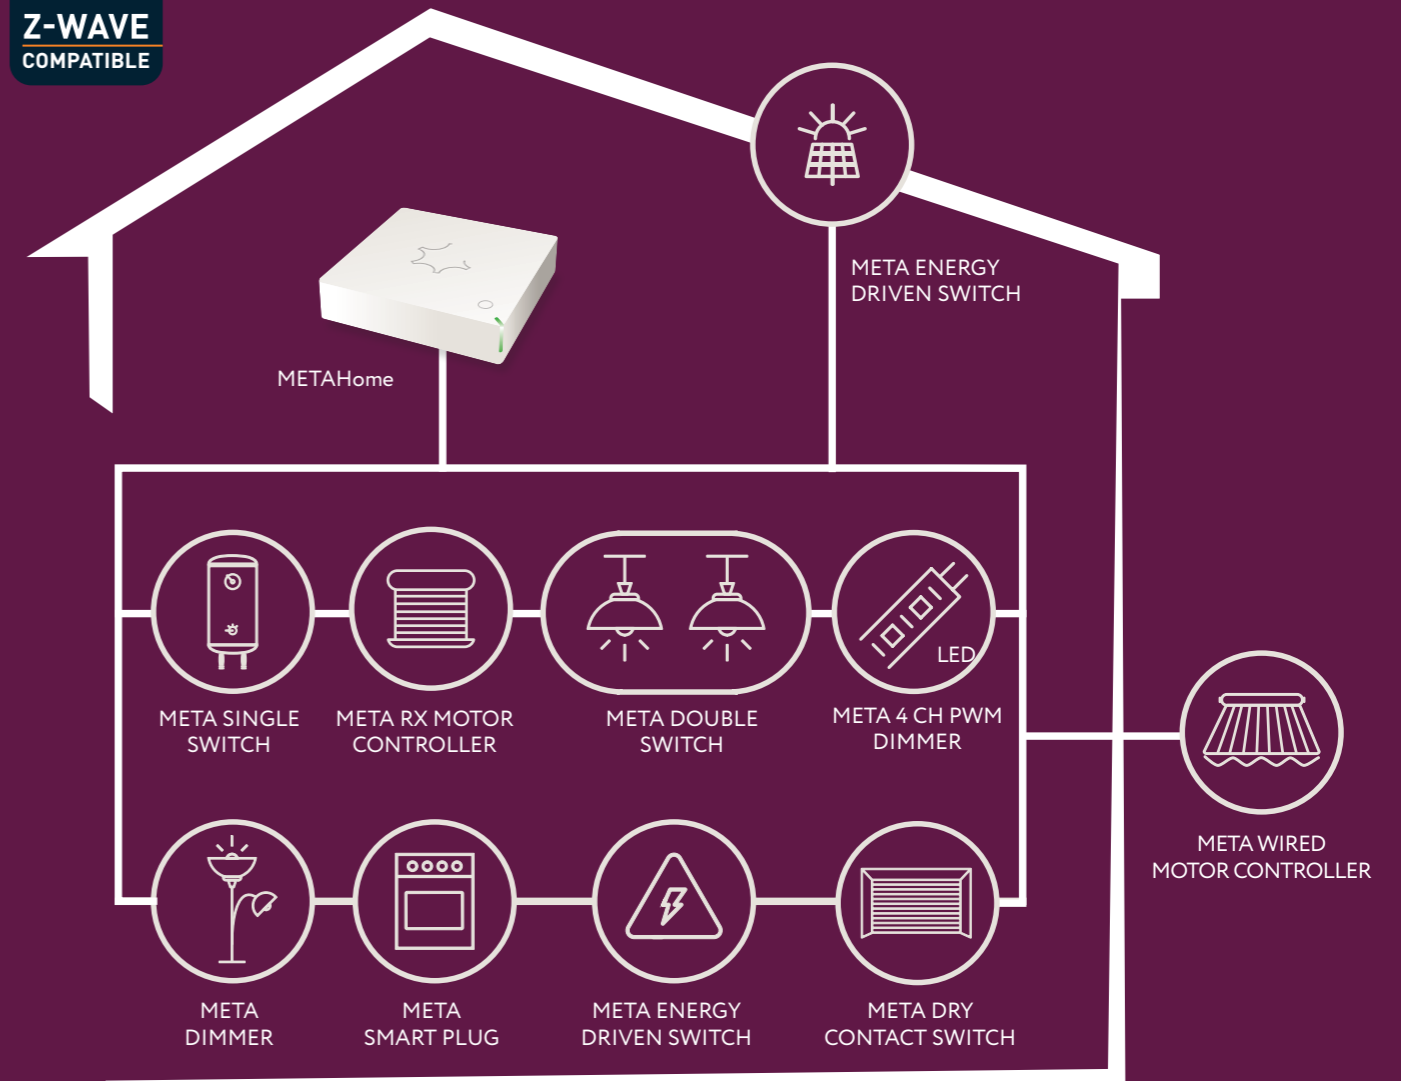 Z-WAVE
COMPATIBLE
META ENERGY
DRIVEN SWITCH
METAHome
LED
META SINGLE
SWITCH
META RX MOTOR
CONTROLLER
META DOUBLE
SWITCH
META 4 CH PWM
DIMMER
META WIRED
MOTOR CONTROLLER
META
DIMMER
META
SMART PLUG
META ENERGY
DRIVEN SWITCH
META DRY
CONTACT SWITCH